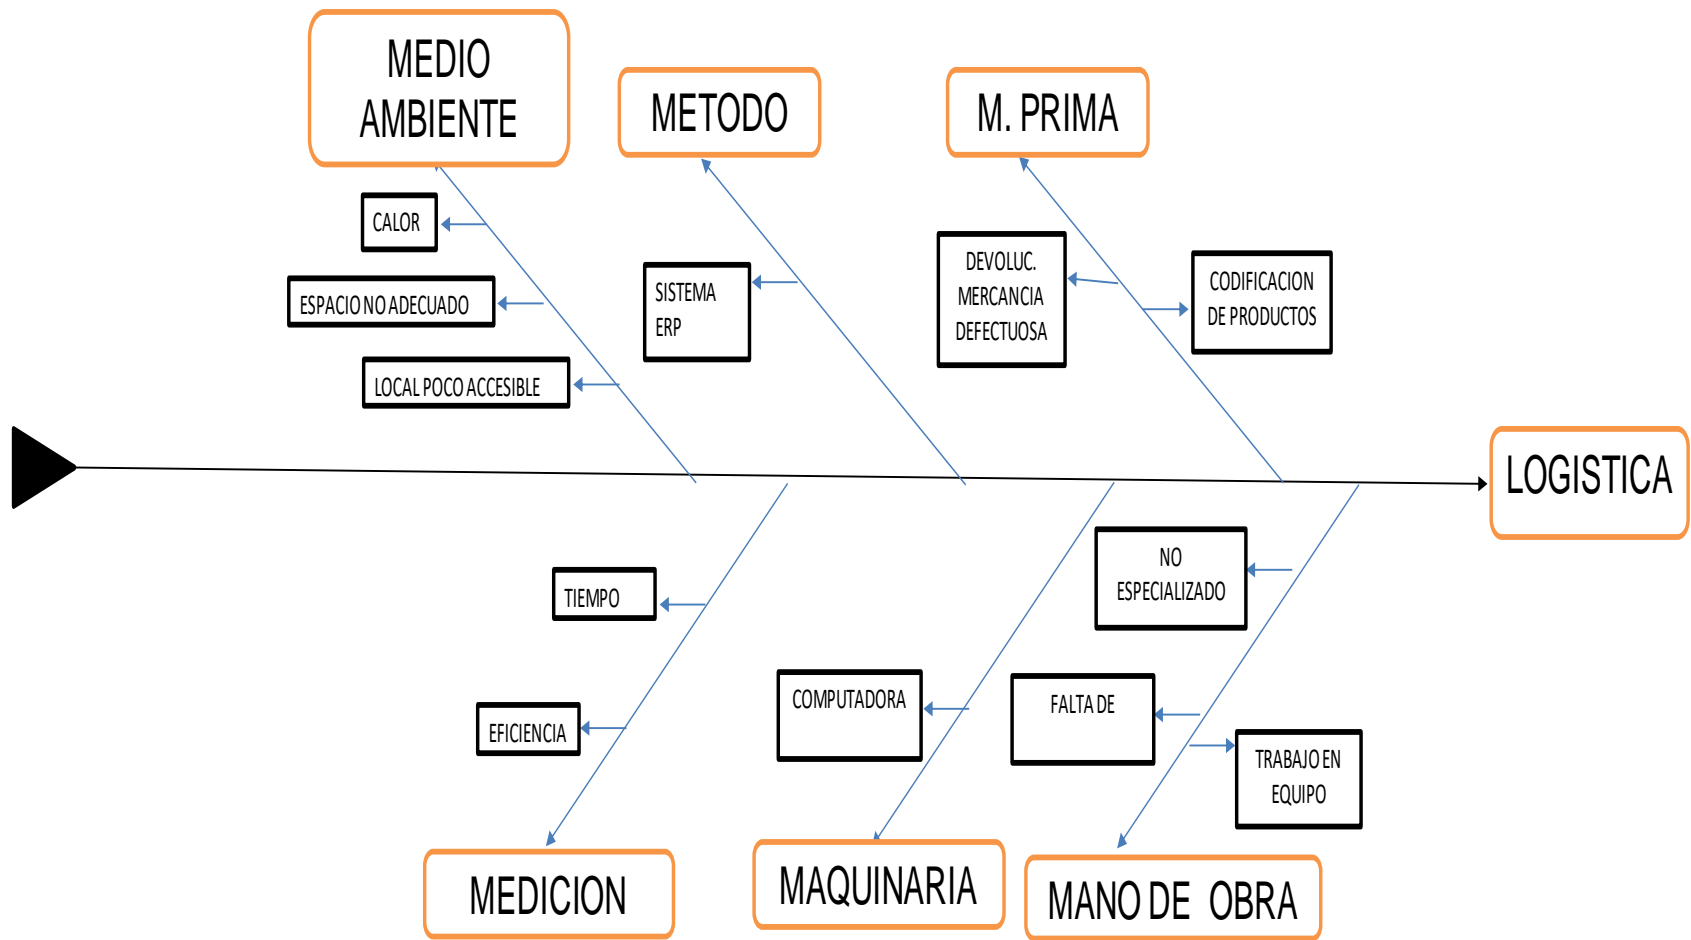 MEDIO
AMBIENTE
METODO
M. PRIMA
CALOR
ESPACIO NO ADECUADO
LOCAL POCO ACCESIBLE
SISTEMA
ERP
DEVOLUC.
MERCANCIA
DEFECTUOSA
CODIFICACION
DE PRODUCTOS
LOGISTICA
TIEMPO
EFICIENCIA
COMPUTADORA
NO
ESPECIALIZADO
FALTA DE
TRABAJO EN
EQUIPO
MEDICION
MAQUINARIA
MANO DE OBRA